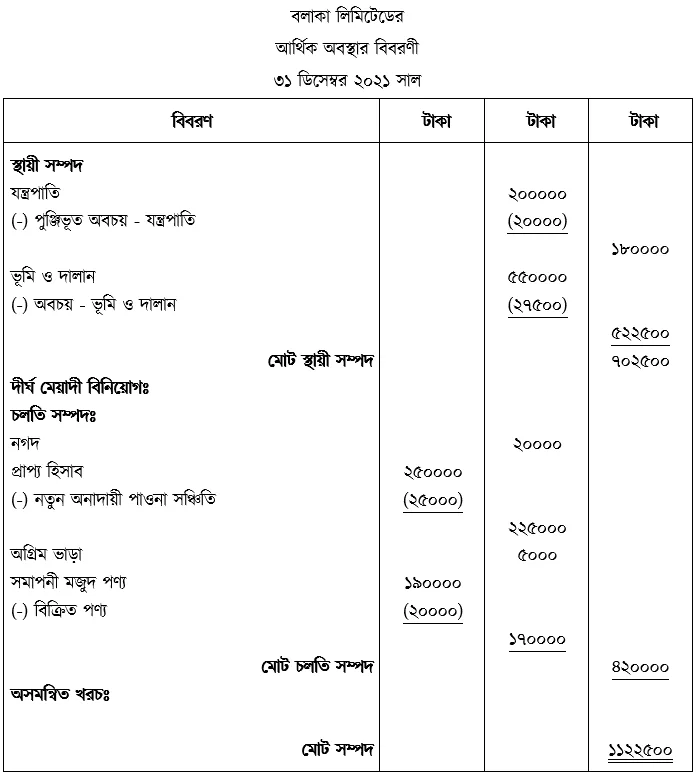 বলাকা লিমিটেডের
আর্থিক অবস্থার বিবরণী
৩১ ডিসেম্বর ২০২১ সাল
বিবরণ টাকা টাকা টাকা
স্থায়ী সম্পদ
যন্ত্রপাতি ২০০০০০
(-) পুঞ্জিভূত অবচয় - যন্ত্রপাতি (২০০০০)
১৮০০০০
ভূমি ও দালান ৫৫০০০০
(-) অবচয় - ভূমি ও দালান (২৭৫০০)
৫২২৫০০
মোট স্থায়ী সম্পদ ৭০২৫০০
দীর্ঘ মেয়াদী বিনিয়োগঃ
চলতি সম্পদঃ
নগদ ২০০০০
প্রাপ্য হিসাব ২৫০০০০
(-) নতুন অনাদায়ী পাওনা সঞ্চিতি (২৫০০০)
২২৫০০০
অগ্রিম ভাড়া ৫০০০
সমাপনী মজুদ পণ্য ১৯০০০০
(-) বিক্রিত পণ্য (২০০০০)
১৭০০০০
মোট চলতি সম্পদ ৪২০০০০
অসমন্বিত খরচঃ
মোট সম্পদ ১১২২৫০০